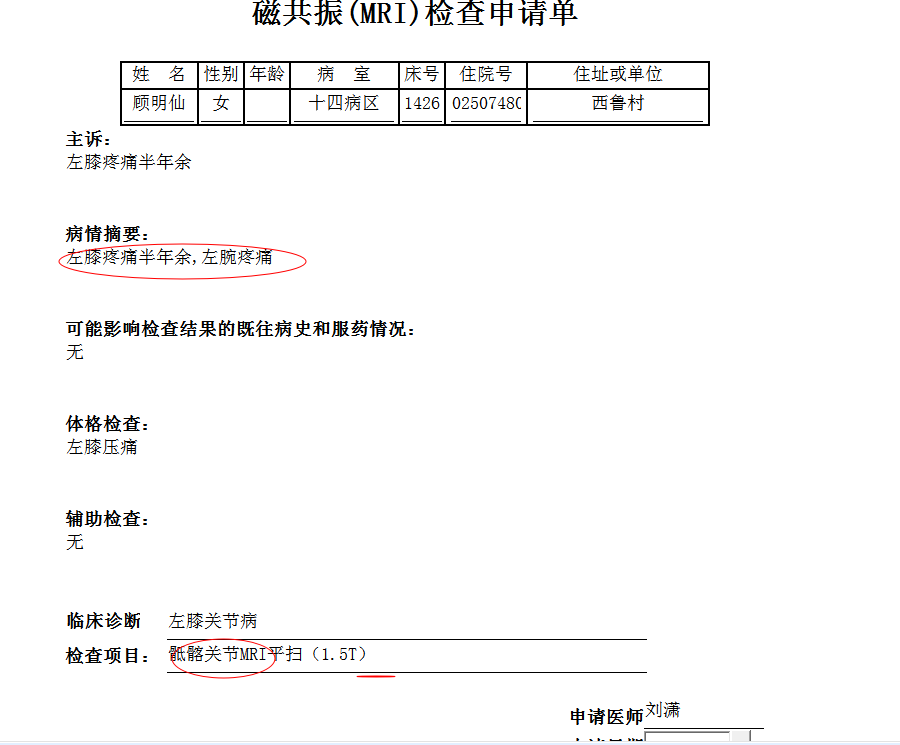 磁共振(MRI)检查申请单
姓 名 性别 年龄 病 室 床号 住院号 住址或单位
顾明仙 女 十四病区 1426 0250748 西鲁村
主诉:
左膝疼痛半年余
病情摘要:
左膝疼痛半年余,左腕疼痛
可能影响检查结果的既往病史和服药情况:
无
体格检查:
左膝压痛
辅助检查:
无
临床诊断 左膝关节病
检查项目: 骶髂关节MRI平扫（1.5T）
申请医师 刘潇